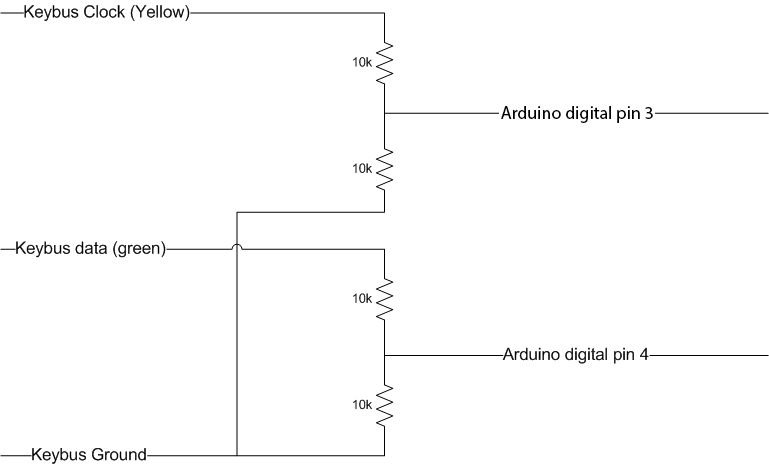 Keybus Clock (Yellow)
10k
Arduino digital pin 3
10k
Keybus data (green)
10k
Arduino digital pin 4
10k
Keybus Ground